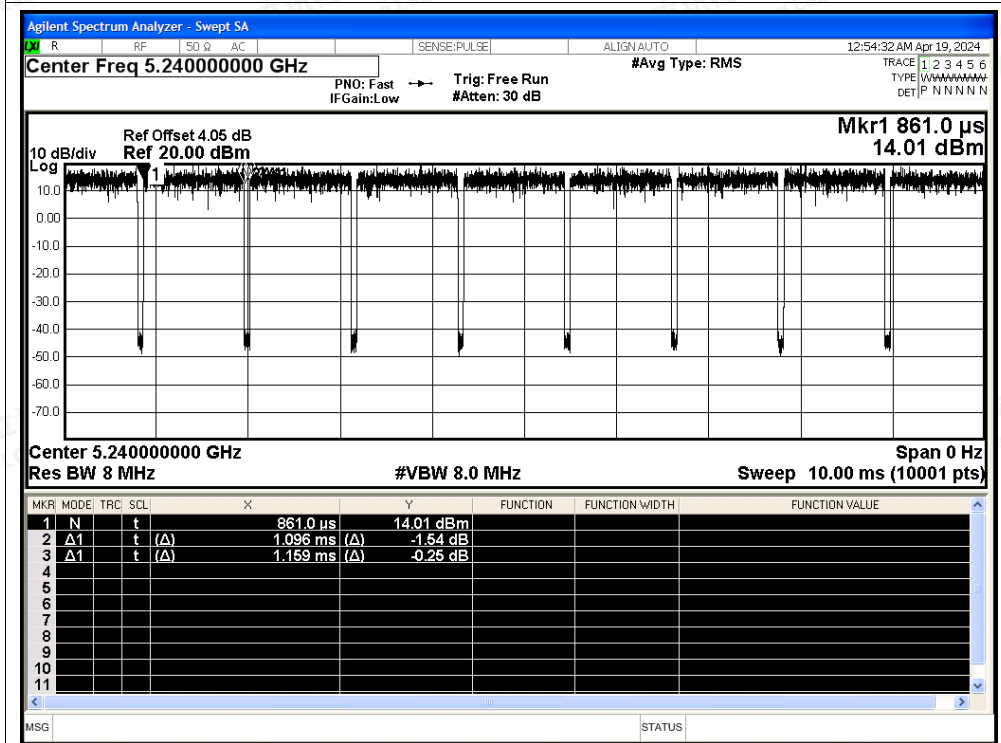 Agilent Spectrum Analyzer - Swept SA
LXI R RF 50 Ω AC SENSE:PULSE ALIGN AUTO 12:54:32 AM Apr 19, 2024
Center Freq 5.240000000 GHz #Avg Type: RMS TRACE 1 2 3 4 5 6
PNO: Fast Trig: Free Run TYPE
IFGain:Low #Atten: 30 dB DET P N N N N N
Mkr1 861.0 µs
14.01 dBm
Ref Offset 4.05 dB
10 dB/div Ref 20.00 dBm
Log
1
10.0
0.00
-10.0
-20.0
-30.0
-40.0
-50.0
-60.0
-70.0
Center 5.240000000 GHz Span 0 Hz
Res BW 8 MHz #VBW 8.0 MHz Sweep 10.00 ms (10001 pts)
MKR MODE TRC SCL X Y FUNCTION FUNCTION WIDTH FUNCTION VALUE
1 N t 861.0 µs 14.01 dBm
2 Δ1 t (Δ) 1.096 ms (Δ) -1.54 dB
3 Δ1 t (Δ) 1.159 ms (Δ) -0.25 dB
4
5
6
7
8
9
10
11
MSG STATUS